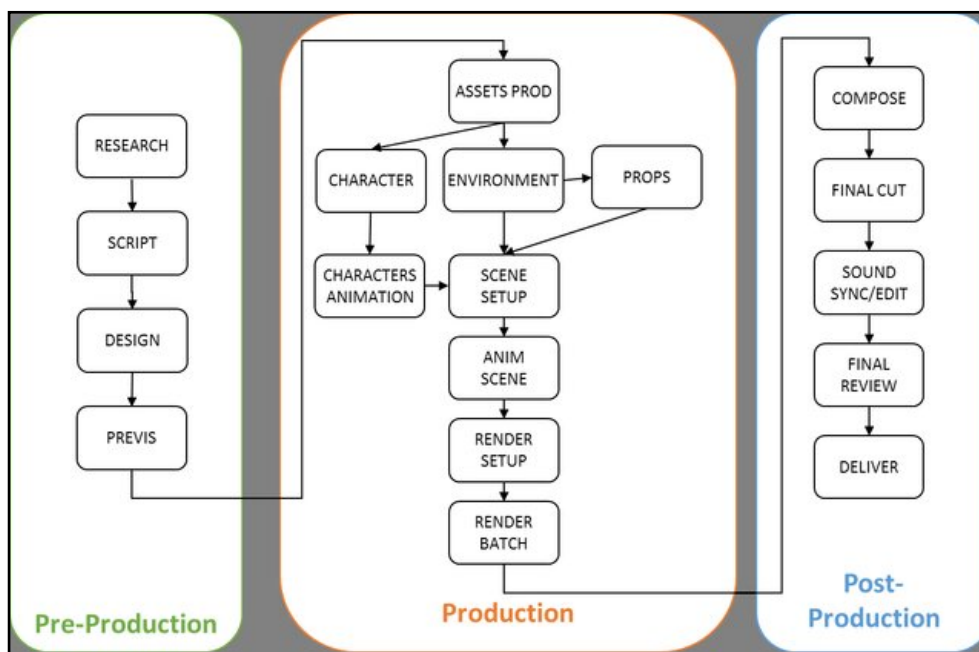 RESEARCH
SCRIPT
DESIGN
PREVIS
Pre-Production
ASSETS PROD
CHARACTER
ENVIRONMENT
PROPS
CHARACTERS
ANIMATION
SCENE
SETUP
ANIM
SCENE
RENDER
SETUP
RENDER
BATCH
Production
COMPOSE
FINAL CUT
SOUND
SYNC/EDIT
FINAL
REVIEW
DELIVER
Post-
Production